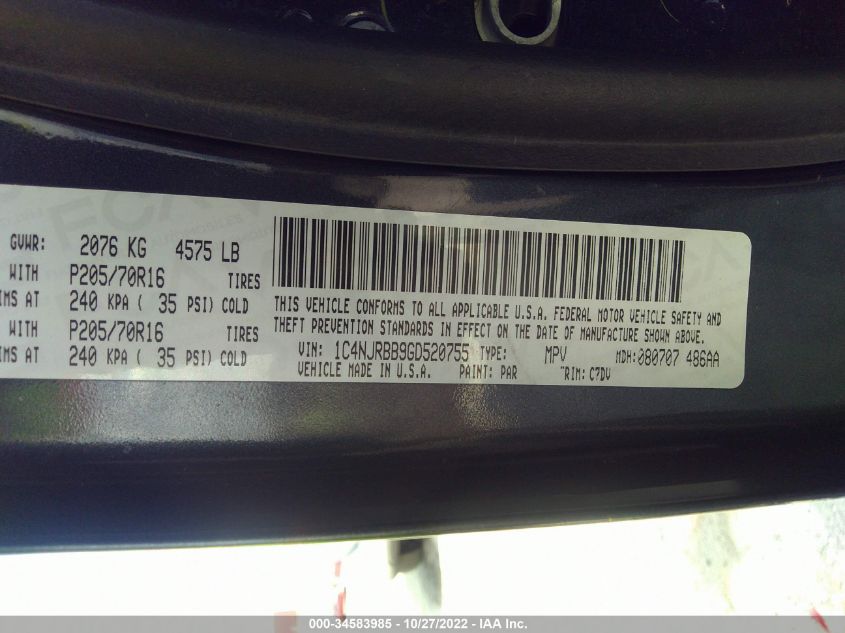 GVWR: 2076 KG 4575 LB
WITH P205/70R16 TIRES
IMS AT 240 KPA ( 35 PSI) COLD
WITH P205/70R16 TIRES
IMS AT 240 KPA ( 35 PSI) COLD
THIS VEHICLE CONFORMS TO ALL APPLICABLE U.S.A. FEDERAL MOTOR VEHICLE SAFETY AND
THEFT PREVENTION STANDARDS IN EFFECT ON THE DATE OF MANUFACTURE SHOWN ABOVE.
VIN: 1C4NJRBB9GD520755 TYPE: MPV MDH: 080707 486AA
VEHICLE MADE IN U.S.A. PAINT: PAR TRIM: C7DV
000-34583985 - 10/27/2022 - IAA Inc.